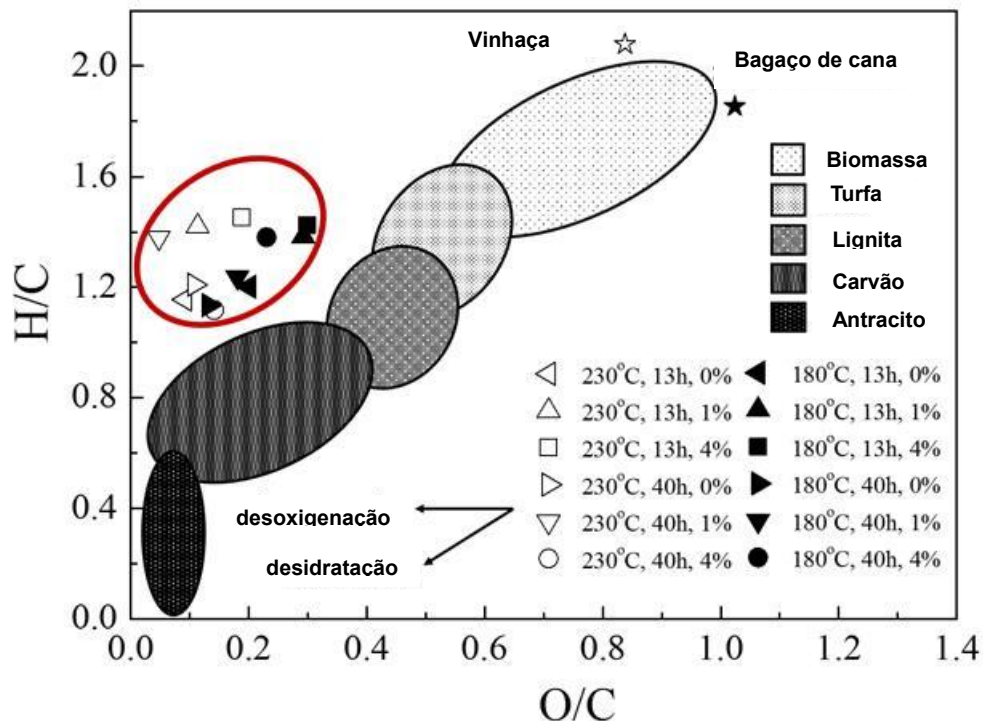 Vinhaça
Bagaço de cana
2.0
1.6
1.2
0.8
0.4
0.0
H/C
Biomassa
Turfa
Lignita
Carvão
Antracito
230°C, 13h, 0%
180°C, 13h, 0%
230°C, 13h, 1%
180°C, 13h, 1%
230°C, 13h, 4%
180°C, 13h, 4%
230°C, 40h, 0%
180°C, 40h, 0%
230°C, 40h, 1%
180°C, 40h, 1%
230°C, 40h, 4%
180°C, 40h, 4%
desoxigenação
desidratação
0.0 0.2 0.4 0.6 0.8 1.0 1.2 1.4
O/C